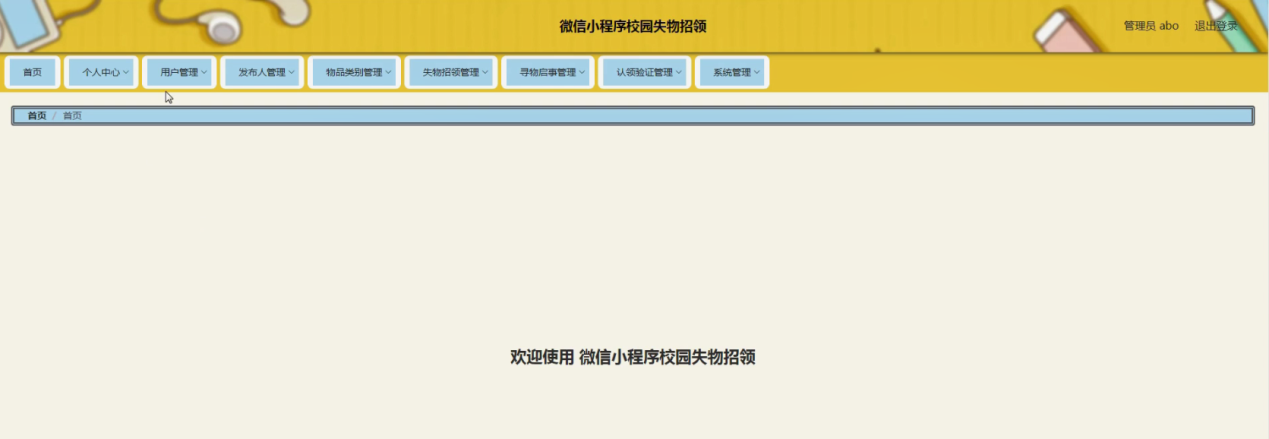 微信小程序校园失物招领
管理员 abo 退出登录
首页 个人中心 用户管理 发布人管理 物品类别管理 失物招领管理 寻物启事管理 认领验证管理 系统管理
首页 / 首页
欢迎使用 微信小程序校园失物招领